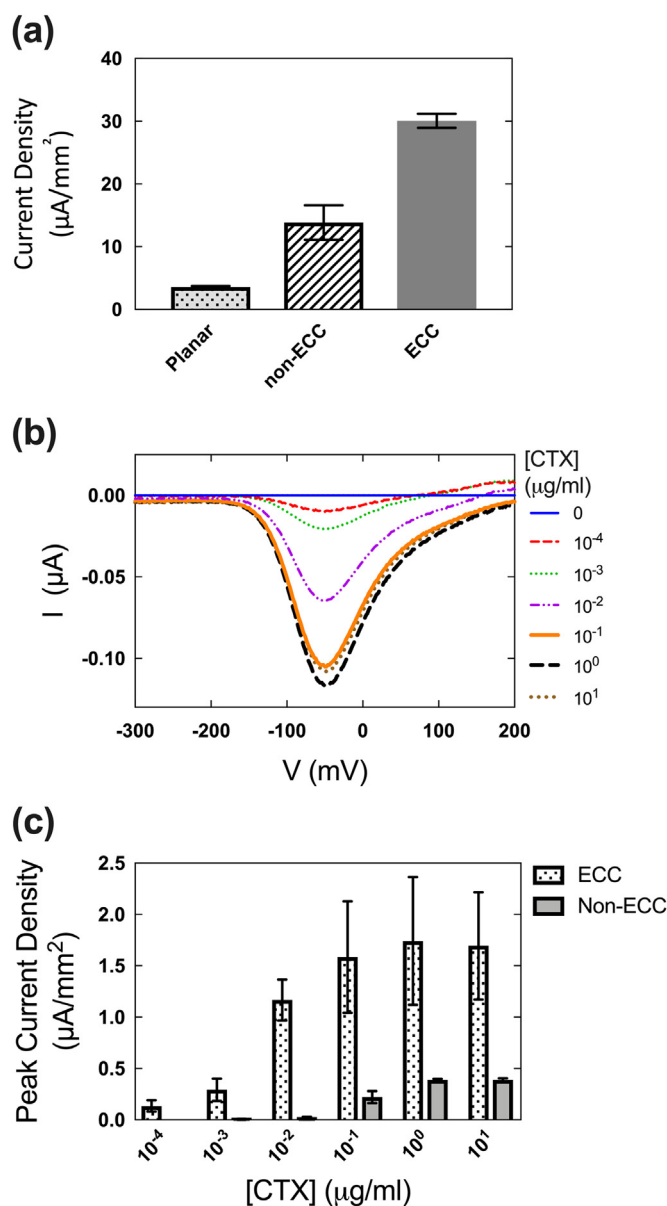 (a)
Current Density
(μA/mm²)
40
30
20
10
0
Planar
non-ECC
ECC
(b)
I (μA)
0.00
-0.05
-0.10
-300
-200
-100
0
100
200
V (mV)
[CTX]
(μg/ml)
0
10⁻⁴
10⁻³
10⁻²
10⁻¹
10⁰
10¹
(c)
Peak Current Density
(μA/mm²)
2.5
2.0
1.5
1.0
0.5
0.0
10⁻⁴
10⁻³
10⁻²
10⁻¹
10⁰
10¹
[CTX] (μg/ml)
ECC
Non-ECC